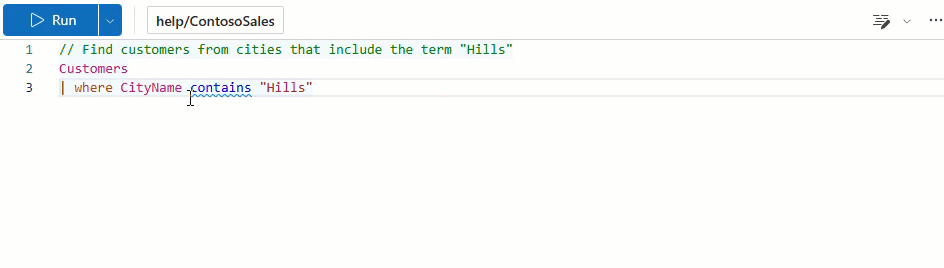 Run
help/ContosoSales
1 // Find customers from cities that include the term "Hills"
2 Customers
3 | where CityName contains "Hills"